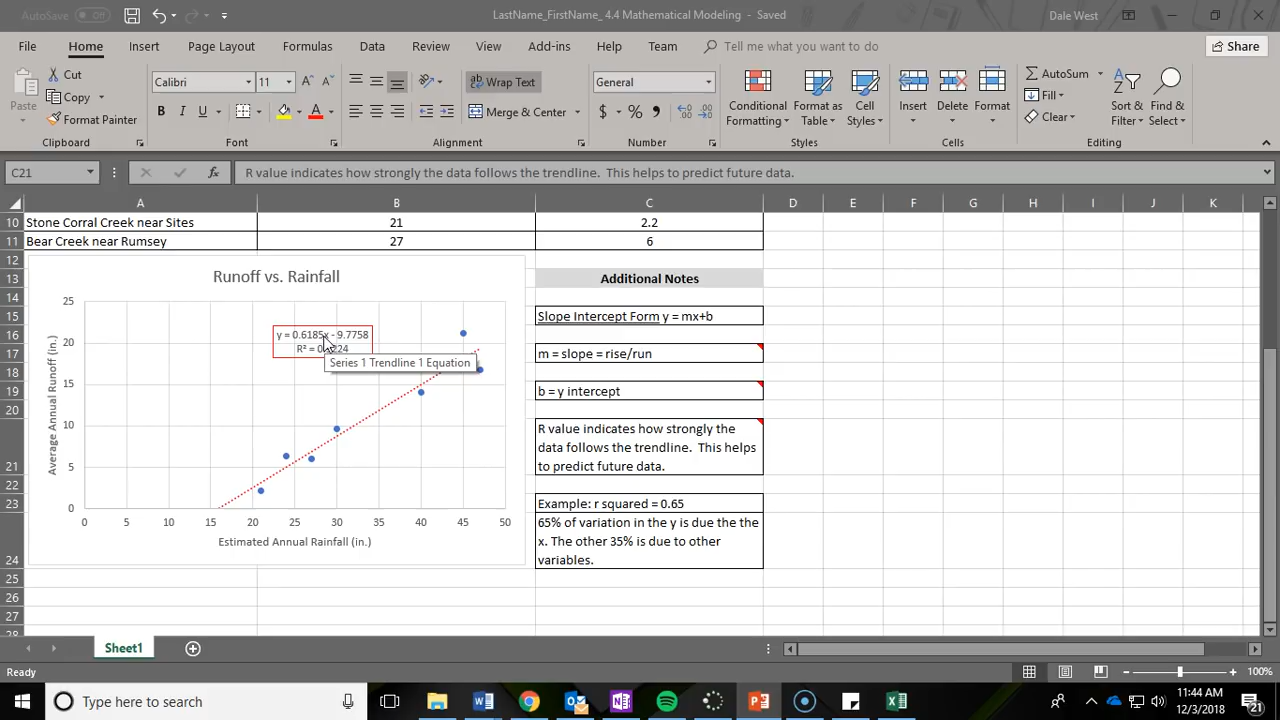 AutoSave Off
LastName_FirstName_ 4.4 Mathematical Modeling - Saved
Dale West
File Home Insert Page Layout Formulas Data Review View Add-ins Help Team Tell me what you want to do Share
Paste
Cut
Copy
Format Painter
Clipboard
Calibri 11
B I U
Font
Wrap Text
Merge & Center
Alignment
General
$ % ,
Number
Conditional Formatting
Format as Table
Cell Styles
Styles
Insert Delete Format
Cells
AutoSum
Fill
Clear
Sort & Filter
Find & Select
Editing
C21 fx R value indicates how strongly the data follows the trendline. This helps to predict future data.
A B C D E F G H I J K
10 Stone Corral Creek near Sites 21 2.2
11 Bear Creek near Rumsey 27 6
12
13
14
15
16
17
18
19
20
21
22
23
24
25
26
27
28
Runoff vs. Rainfall
25
20
15
10
5
0
Average Annual Runoff (in.)
y = 0.6185x - 9.7758
Series 1 Trendline 1 Equation
0 5 10 15 20 25 30 35 40 45 50
Estimated Annual Rainfall (in.)
Additional Notes
Slope Intercept Form y = mx+b
m = slope = rise/run
b = y intercept
R value indicates how strongly the
data follows the trendline. This helps
to predict future data.
Example: r squared = 0.65
65% of variation in the y is due the the
x. The other 35% is due to other
variables.
Sheet1
Ready
100%
Type here to search
11:44 AM
12/3/2018
21